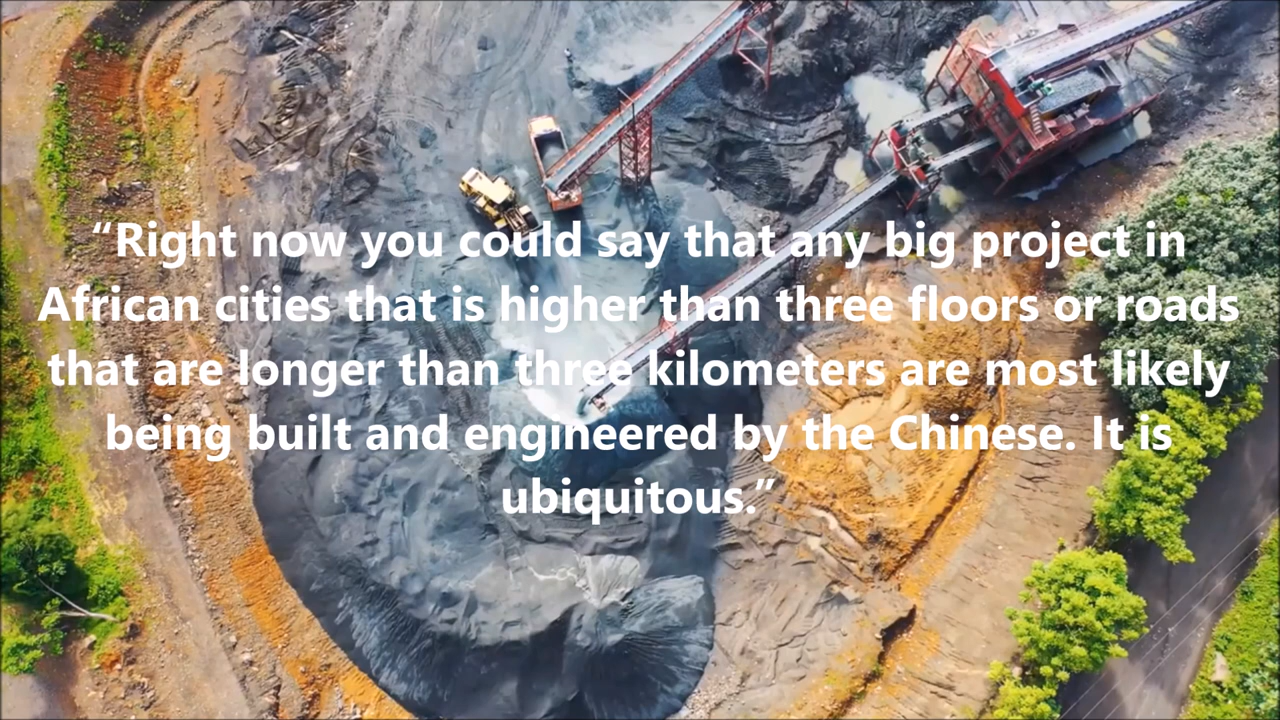 “Right now you could say that any big project in
African cities that is higher than three floors or roads
that are longer than three kilometers are most likely
being built and engineered by the Chinese. It is
ubiquitous.”